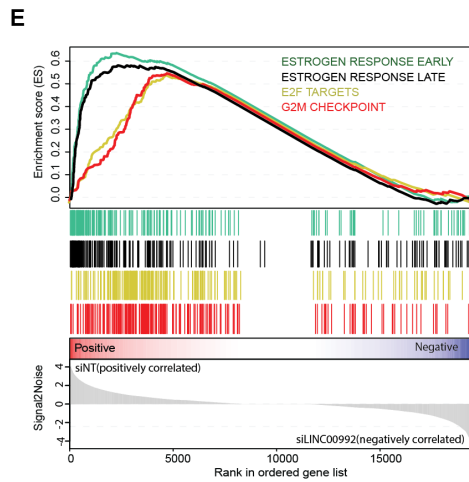 E
Enrichment score (ES)
0.6
0.5
0.4
0.3
0.2
0.1
0.0
ESTROGEN RESPONSE EARLY
ESTROGEN RESPONSE LATE
E2F TARGETS
G2M CHECKPOINT
Positive
Negative
Signal2Noise
4
2
0
-2
-4
siNT(positively correlated)
siLINC00992(negatively correlated)
0
5000
10000
15000
Rank in ordered gene list